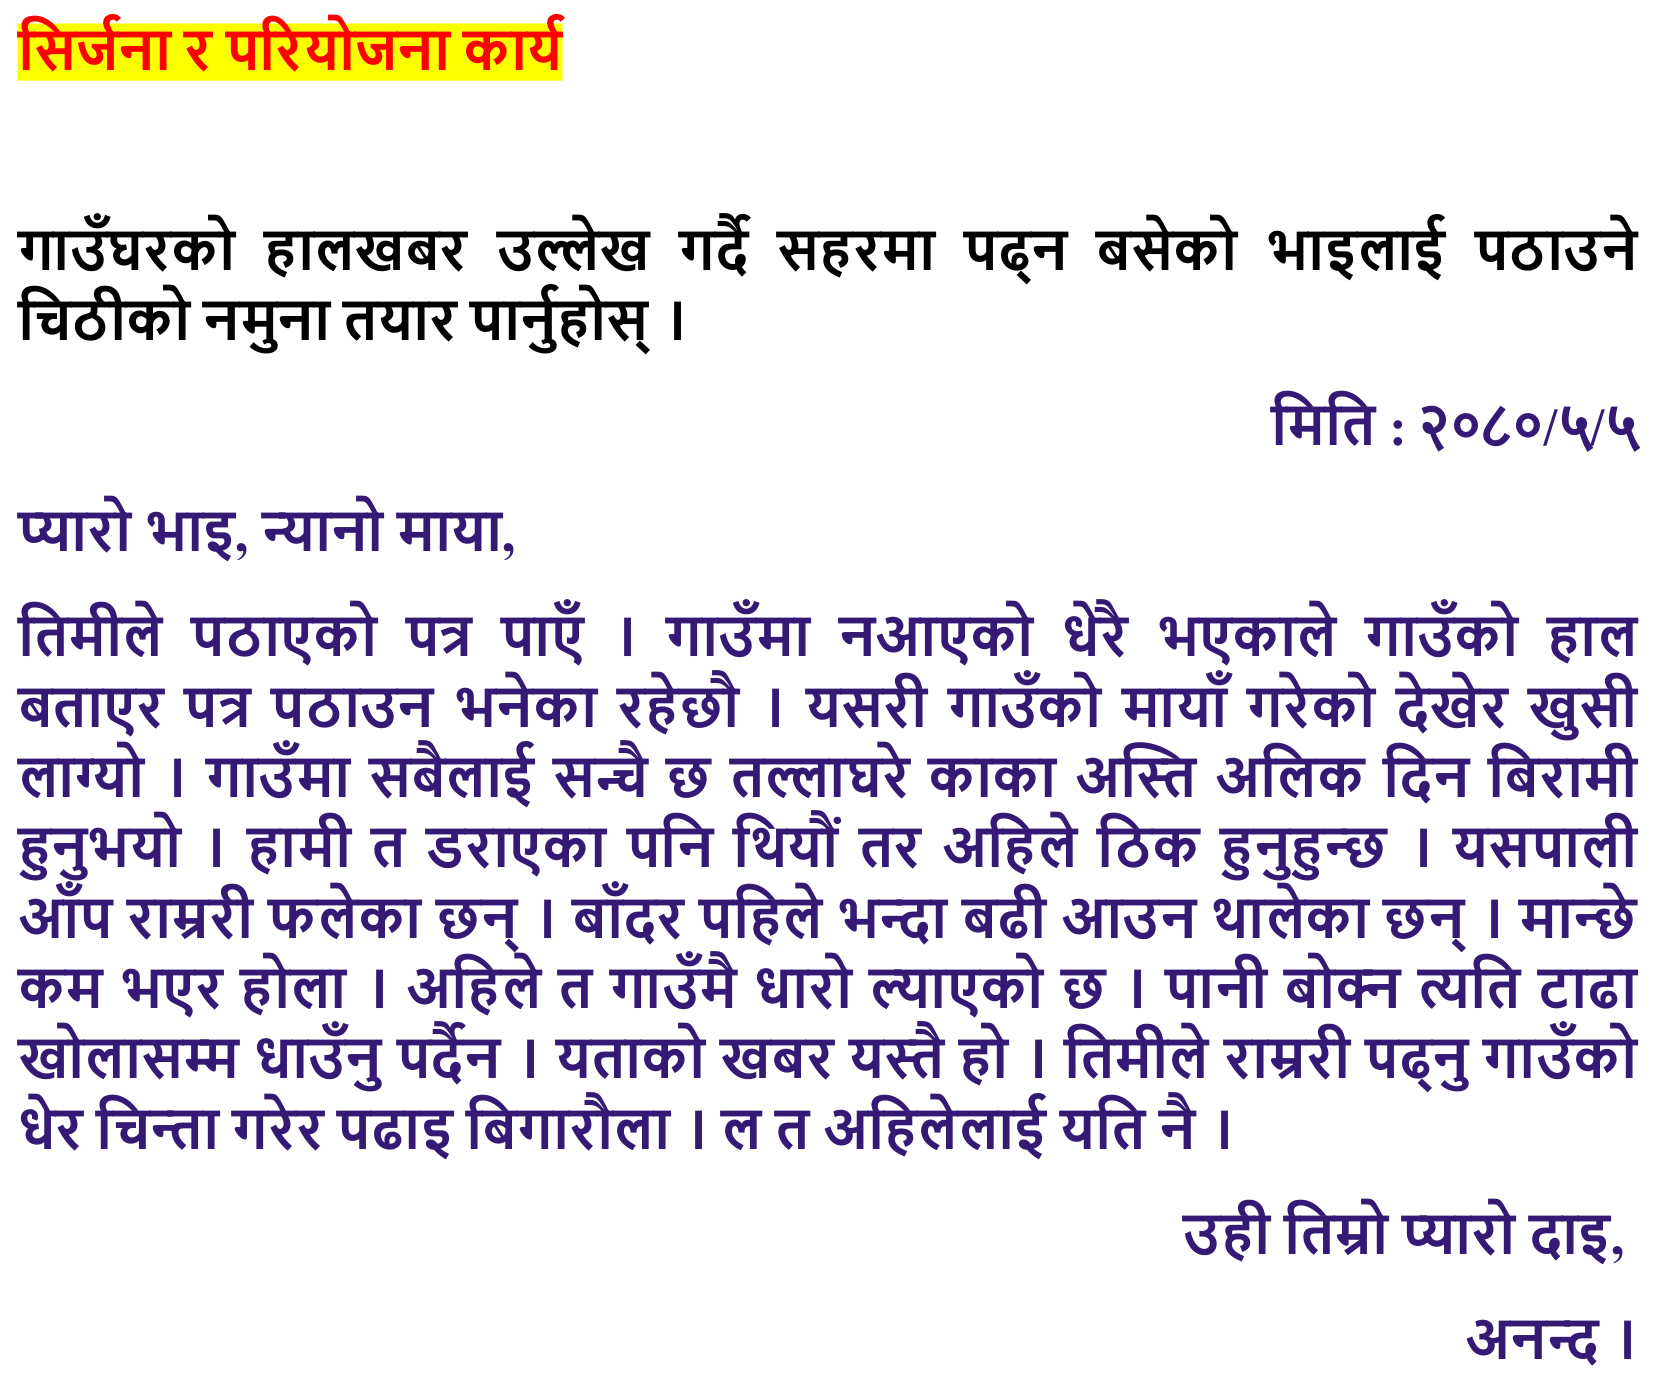 सिर्जना र परियोजना कार्य
गाउँघरको हालखबर उल्लेख गर्दै सहरमा पढ्न बसेको भाइलाई पठाउने
चिठीको नमुना तयार पार्नुहोस् ।
मिति : २०८०/५/५
प्यारो भाइ, न्यानो माया,
तिमीले पठाएको पत्र पाएँ । गाउँमा नआएको धेरै भएकाले गाउँको हाल
बताएर पत्र पठाउन भनेका रहेछौ । यसरी गाउँको मायाँ गरेको देखेर खुसी
लाग्यो । गाउँमा सबैलाई सन्चै छ तल्लाघरे काका अस्ति अलिक दिन बिरामी
हुनुभयो । हामी त डराएका पनि थियौं तर अहिले ठिक हुनुहुन्छ । यसपाली
आँप राम्ररी फलेका छन् । बाँदर पहिले भन्दा बढी आउन थालेका छन् । मान्छे
कम भएर होला । अहिले त गाउँमै धारो ल्याएको छ । पानी बोक्न त्यति टाढा
खोलासम्म धाउँनु पर्दैन । यताको खबर यस्तै हो । तिमीले राम्ररी पढ्नु गाउँको
धेर चिन्ता गरेर पढाइ बिगारौला । ल त अहिलेलाई यति नै ।
उही तिम्रो प्यारो दाइ,
अनन्द ।